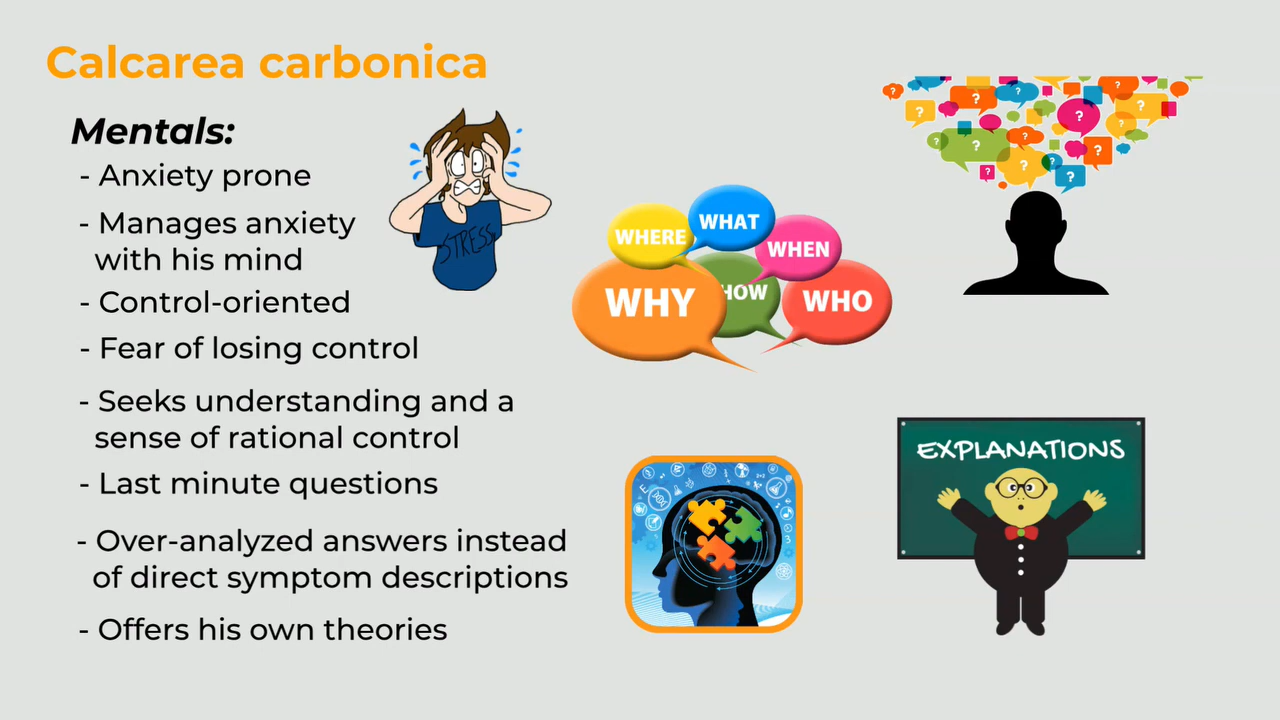 Calcarea carbonica
Mentals:
- Anxiety prone
- Manages anxiety
with his mind
- Control-oriented
- Fear of losing control
- Seeks understanding and a
sense of rational control
- Last minute questions
- Over-analyzed answers instead
of direct symptom descriptions
- Offers his own theories
STRESS
WHERE
WHAT
WHEN
WHY
HOW
WHO
? ? ? ? ? ? ? ? ? ? ? ? ?
EXPLANATIONS